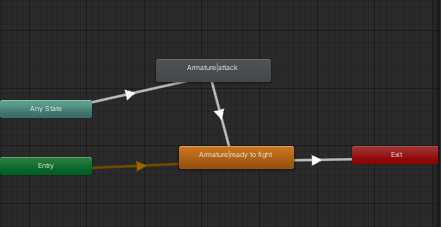 Armature|attack
Any State
Armature|ready to fight
Exit
Entry